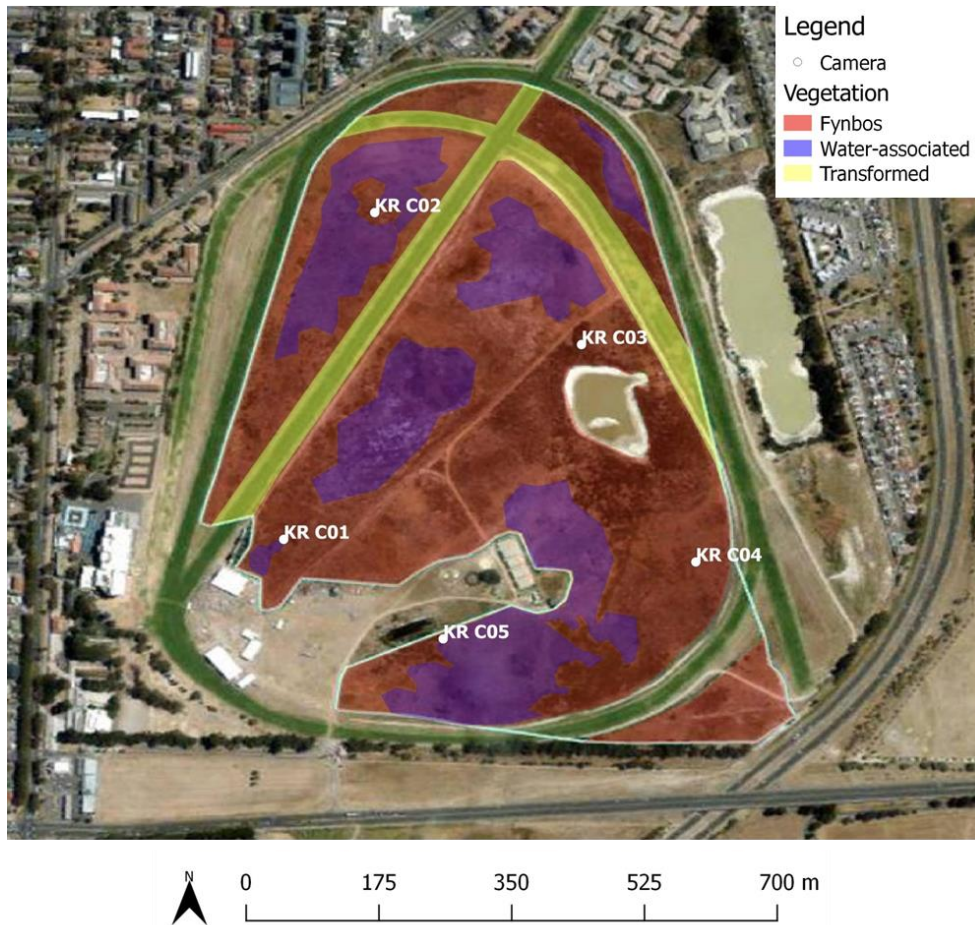 Legend
Camera
Vegetation
Fynbos
Water-associated
Transformed
KR C02
KR C03
KR C01
KR C04
KR C05
N
0 175 350 525 700 m